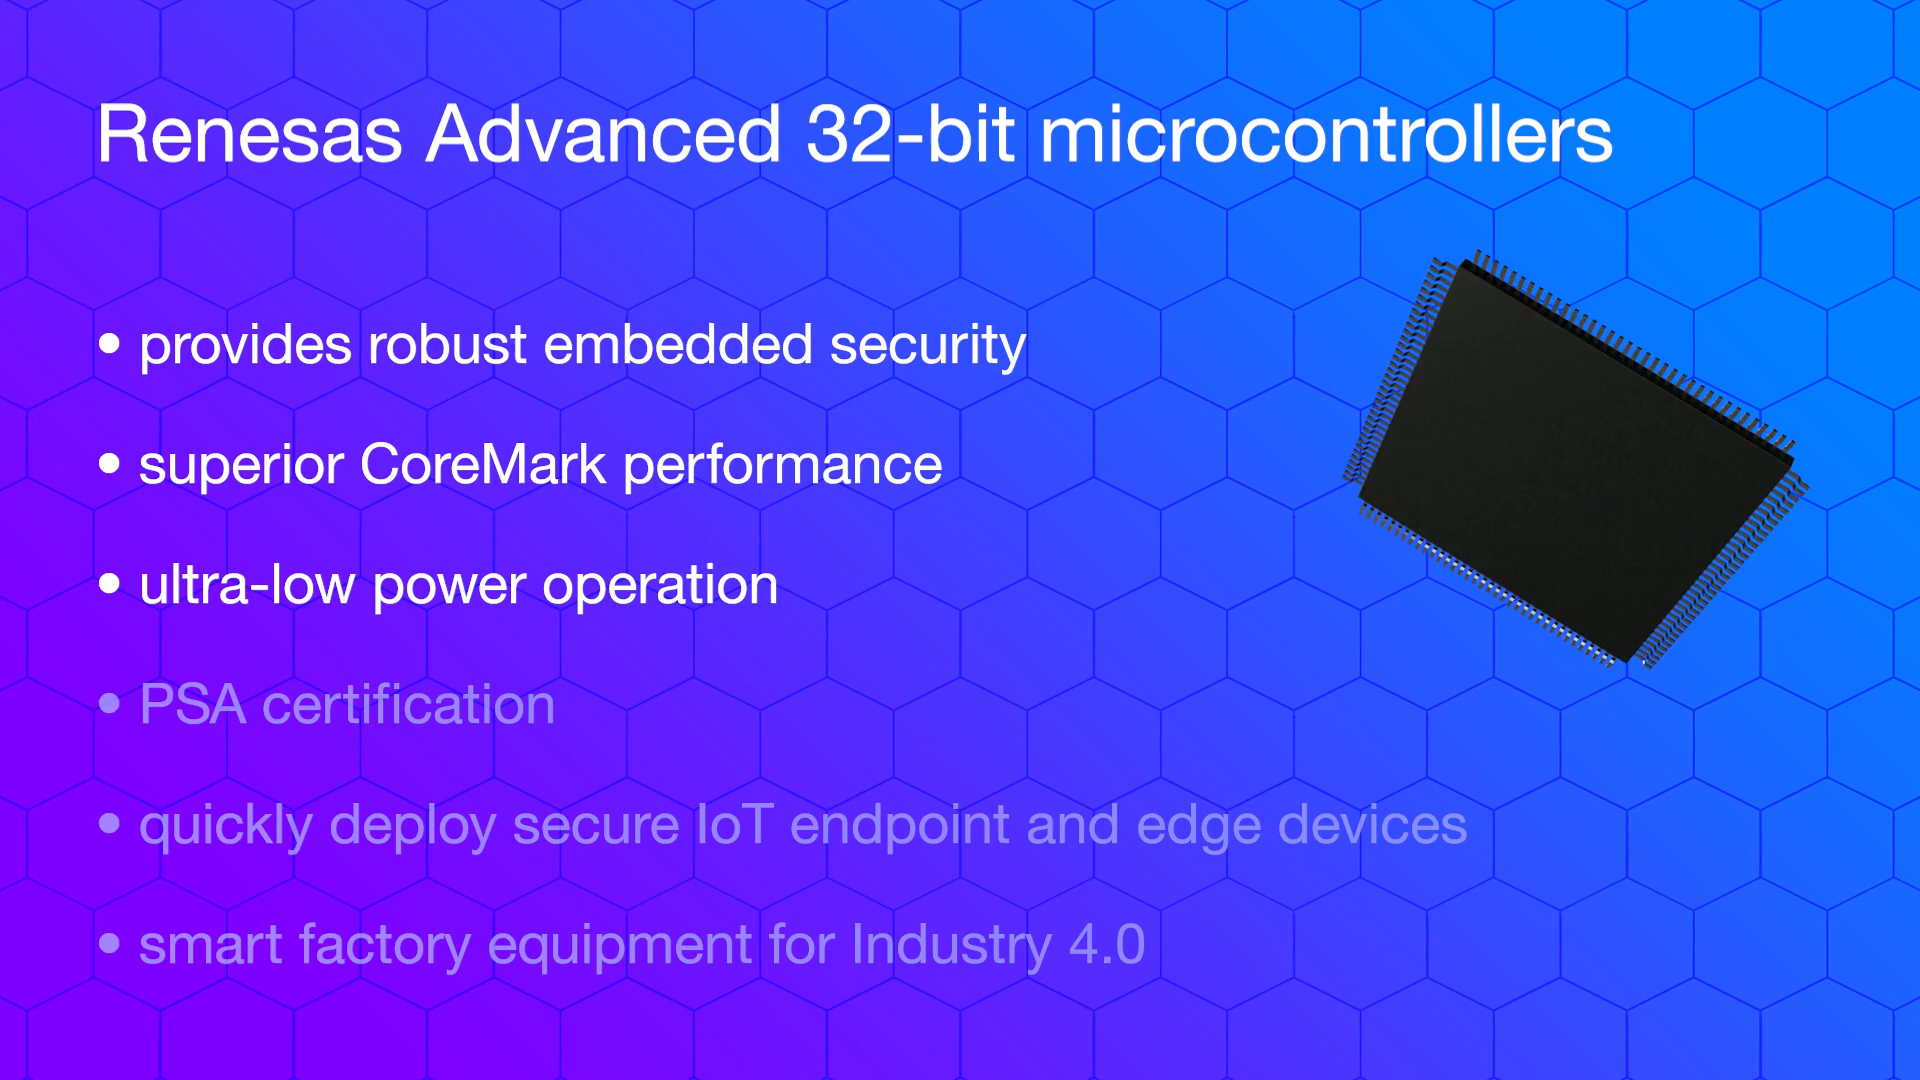 Renesas Advanced 32-bit microcontrollers
• provides robust embedded security
• superior CoreMark performance
• ultra-low power operation
• PSA certification
• quickly deploy secure IoT endpoint and edge devices
• smart factory equipment for Industry 4.0